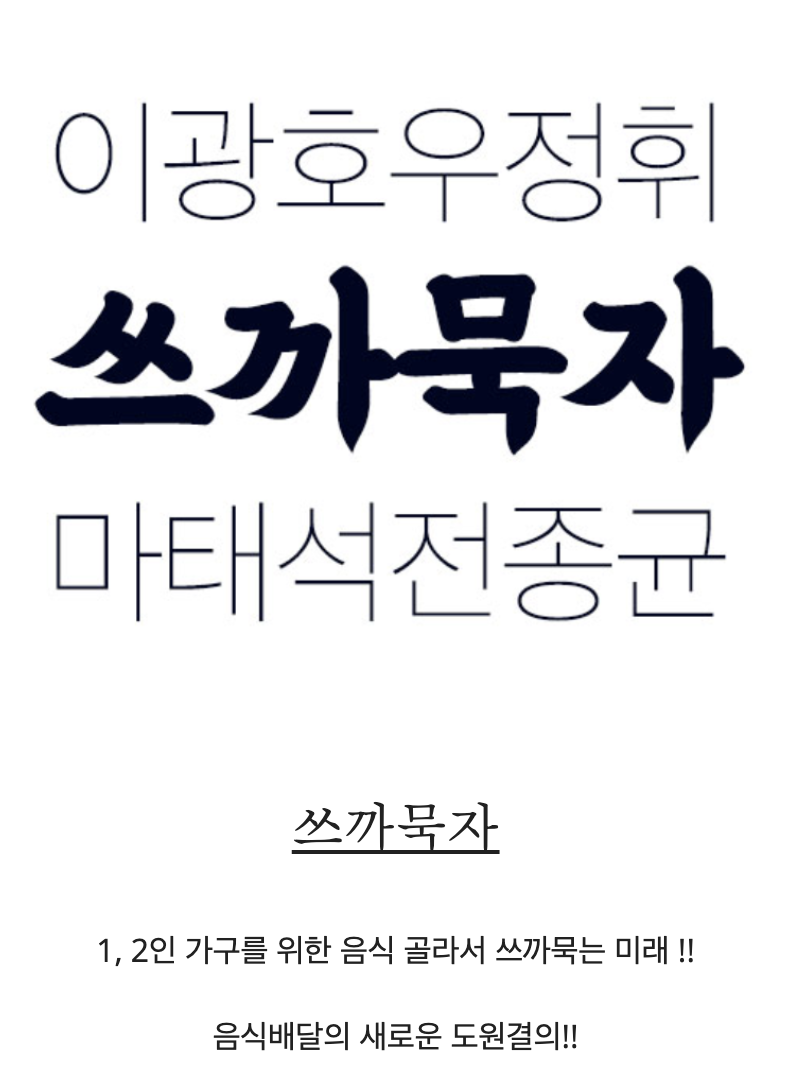 이광호우정휘
쓰까묵자
마태석전종균
쓰까묵자
1, 2인 가구를 위한 음식 골라서 쓰까묵는 미래 !!
음식배달의 새로운 도원결의!!